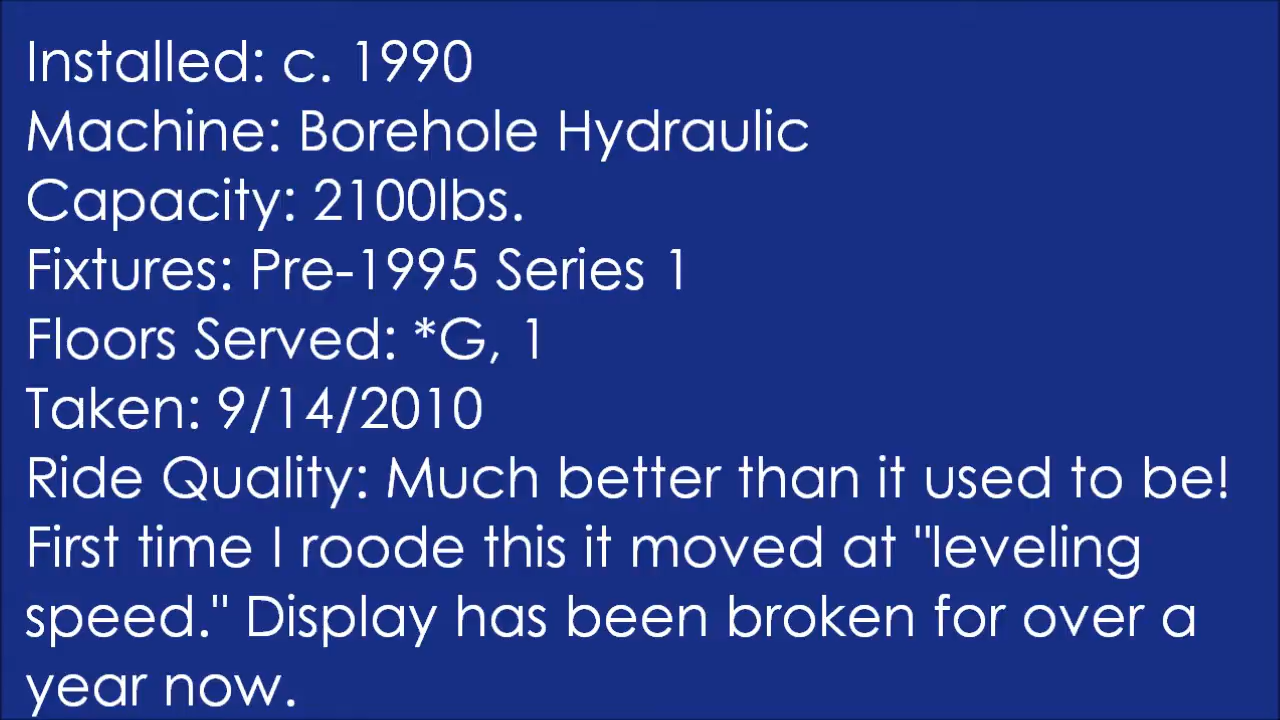 Installed: c. 1990
Machine: Borehole Hydraulic
Capacity: 2100lbs.
Fixtures: Pre-1995 Series 1
Floors Served: *G, 1
Taken: 9/14/2010
Ride Quality: Much better than it used to be!
First time I roode this it moved at "leveling
speed." Display has been broken for over a
year now.